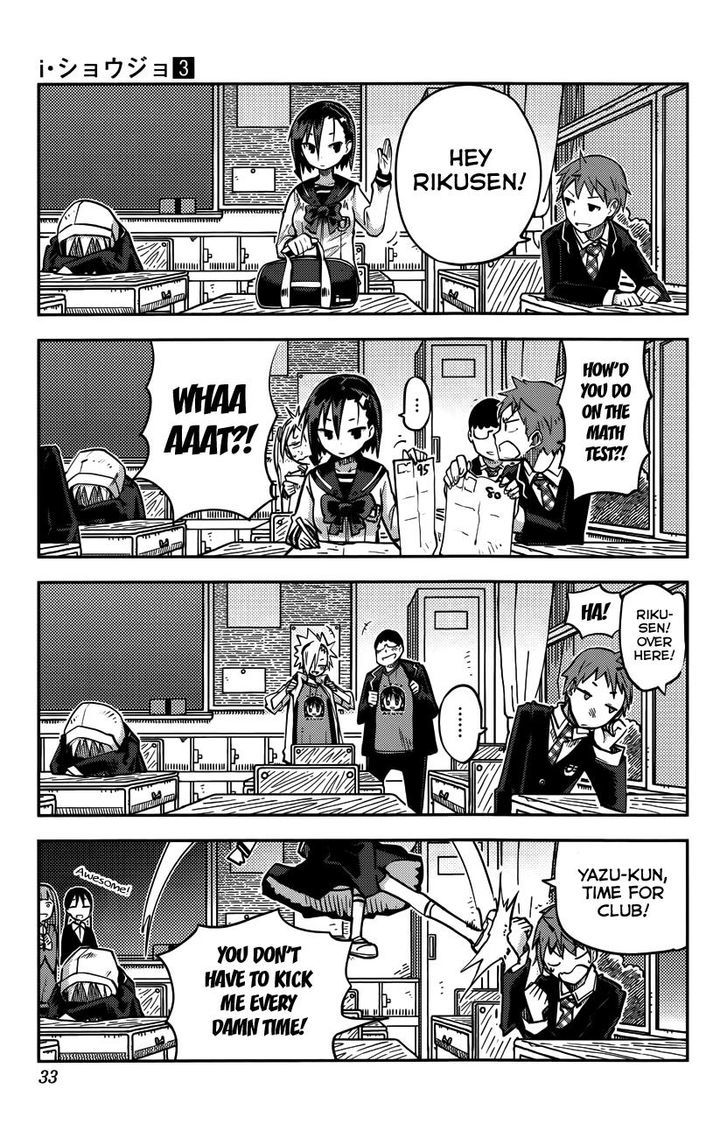 i・ショウジョ 3
HEY
RIKUSEN!
HOW'D
YOU DO
ON THE
MATH
TEST?!
80
95
...
WHAA
AAAT?!
RIKU-
SEN!
OVER
HERE!
HA!
.....
YAZU-KUN,
TIME FOR
CLUB!
YOU DON'T
HAVE TO KICK
ME EVERY
DAMN TIME!
Awesome!
33